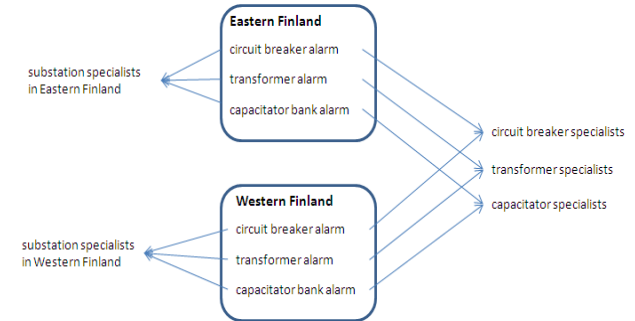 Eastern Finland
circuit breaker alarm
transformer alarm
capacitator bank alarm
substation specialists
in Eastern Finland
circuit breaker specialists
transformer specialists
capacitator specialists
Western Finland
circuit breaker alarm
transformer alarm
capacitator bank alarm
substation specialists
in Western Finland